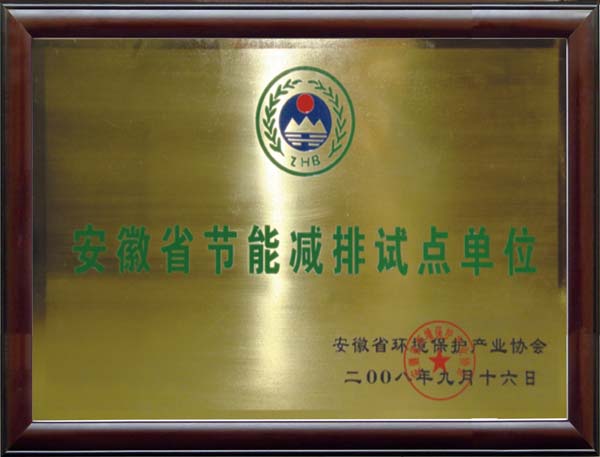 ZHB
安徽省节能减排试点单位
安徽省环境保护产业协会
二00八年九月十六日